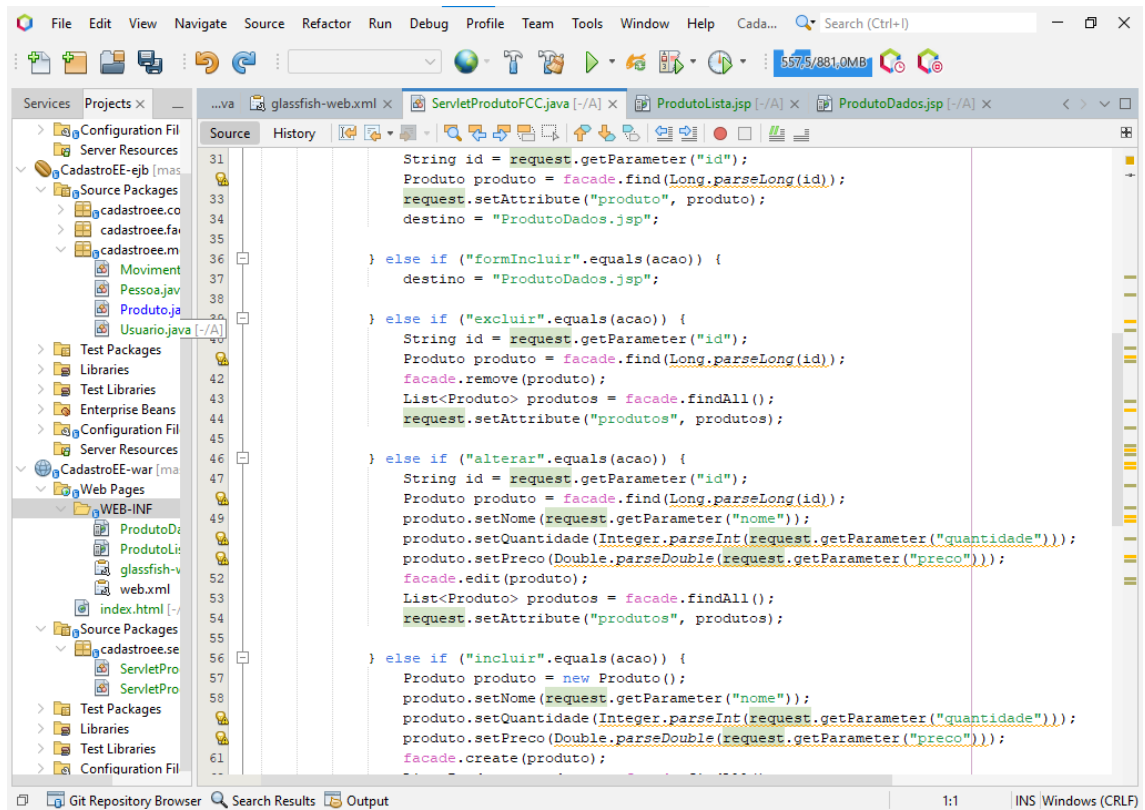 File Edit View Navigate Source Refactor Run Debug Profile Team Tools Window Help Cada... Search (Ctrl+I)
557,5/881,0MB
Services Projects
...va glassfish-web.xml ServletProdutoFCC.java [-/A] ProdutoLista.jsp [-/A] ProdutoDados.jsp [-/A]
Source History
Configuration Fil
Server Resources
CadastroEE-ejb [mas
Source Packages
cadastroee.co
cadastroee.fa
cadastroee.m
Moviment
Pessoa.jav
Produto.ja
Usuario.java [-/A]
Test Packages
Libraries
Test Libraries
Enterprise Beans
Configuration Fil
Server Resources
CadastroEE-war [ma
Web Pages
WEB-INF
ProdutoDa
ProdutoLis
glassfish-v
web.xml
index.html [-/
Source Packages
cadastroee.se
ServletPro
ServletPro
Test Packages
Libraries
Test Libraries
Configuration Fil
31 String id = request.getParameter("id");
Produto produto = facade.find(Long.parseLong(id));
33 request.setAttribute("produto", produto);
34 destino = "ProdutoDados.jsp";
35
36 } else if ("formIncluir".equals(acao)) {
37 destino = "ProdutoDados.jsp";
38
39 } else if ("excluir".equals(acao)) {
40 String id = request.getParameter("id");
Produto produto = facade.find(Long.parseLong(id));
42 facade.remove(produto);
43 List<Produto> produtos = facade.findAll();
44 request.setAttribute("produtos", produtos);
45
46 } else if ("alterar".equals(acao)) {
47 String id = request.getParameter("id");
Produto produto = facade.find(Long.parseLong(id));
49 produto.setNome(request.getParameter("nome"));
produto.setQuantidade(Integer.parseInt(request.getParameter("quantidade")));
produto.setPreco(Double.parseDouble(request.getParameter("preco")));
52 facade.edit(produto);
53 List<Produto> produtos = facade.findAll();
54 request.setAttribute("produtos", produtos);
55
56 } else if ("incluir".equals(acao)) {
57 Produto produto = new Produto();
58 produto.setNome(request.getParameter("nome"));
produto.setQuantidade(Integer.parseInt(request.getParameter("quantidade")));
produto.setPreco(Double.parseDouble(request.getParameter("preco")));
61 facade.create(produto);
Git Repository Browser Search Results Output
1:1 INS Windows (CRLF)